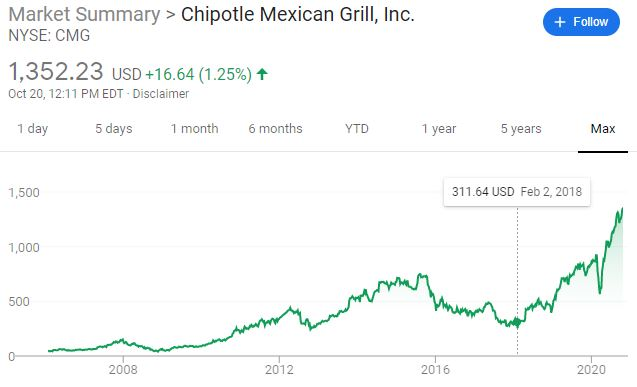 Market Summary > Chipotle Mexican Grill, Inc.
NYSE: CMG
+ Follow
1,352.23 USD +16.64 (1.25%) ↑
Oct 20, 12:11 PM EDT · Disclaimer
1 day 5 days 1 month 6 months YTD 1 year 5 years Max
311.64 USD Feb 2, 2018
1,500
1,000
500
0
2008 2012 2016 2020